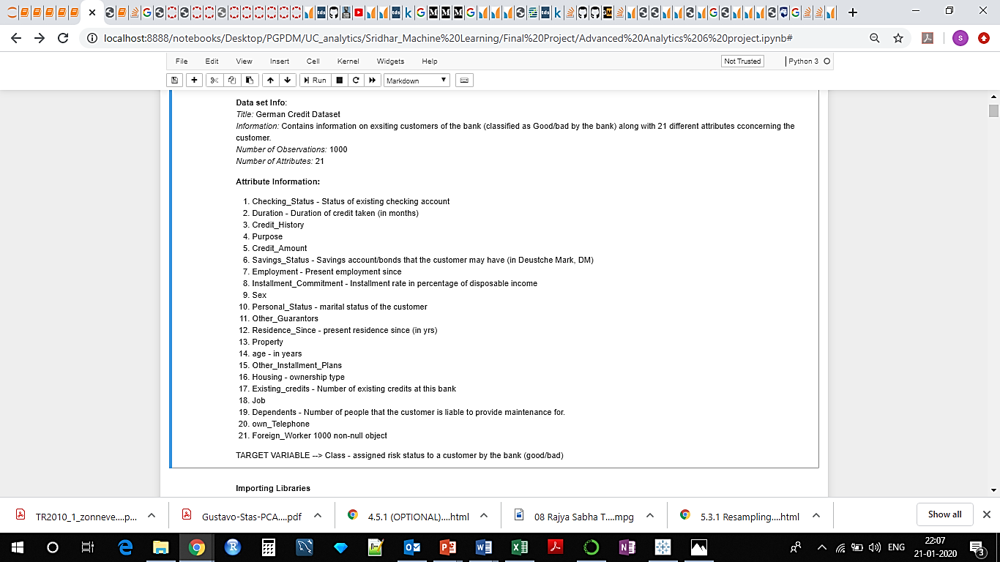 localhost:8888/notebooks/Desktop/PGPDM/UC_analytics/Sridhar_Machine%20Learning/Final%20Project/Advanced%20Analytics%206%20project.ipynb#
File Edit View Insert Cell Kernel Widgets Help Not Trusted Python 3
Run Markdown
Data set Info:
Title: German Credit Dataset
Information: Contains information on exsiting customers of the bank (classified as Good/bad by the bank) along with 21 different attributes cconcerning the
customer.
Number of Observations: 1000
Number of Attributes: 21
Attribute Information:
1. Checking_Status - Status of existing checking account
2. Duration - Duration of credit taken (in months)
3. Credit_History
4. Purpose
5. Credit_Amount
6. Savings_Status - Savings account/bonds that the customer may have (in Deustche Mark, DM)
7. Employment - Present employment since
8. Installment_Commitment - Installment rate in percentage of disposable income
9. Sex
10. Personal_Status - marital status of the customer
11. Other_Guarantors
12. Residence_Since - present residence since (in yrs)
13. Property
14. age - in years
15. Other_Installment_Plans
16. Housing - ownership type
17. Existing_credits - Number of existing credits at this bank
18. Job
19. Dependents - Number of people that the customer is liable to provide maintenance for.
20. own_Telephone
21. Foreign_Worker 1000 non-null object
TARGET VARIABLE --> Class - assigned risk status to a customer by the bank (good/bad)
Importing Libraries
TR2010_1_zonneve....p... Gustavo-Stas-PCA....pdf 4.5.1 (OPTIONAL)....html 08 Rajya Sabha T....mpg 5.3.1 Resampling....html Show all
ENG
22:07
21-01-2020
3